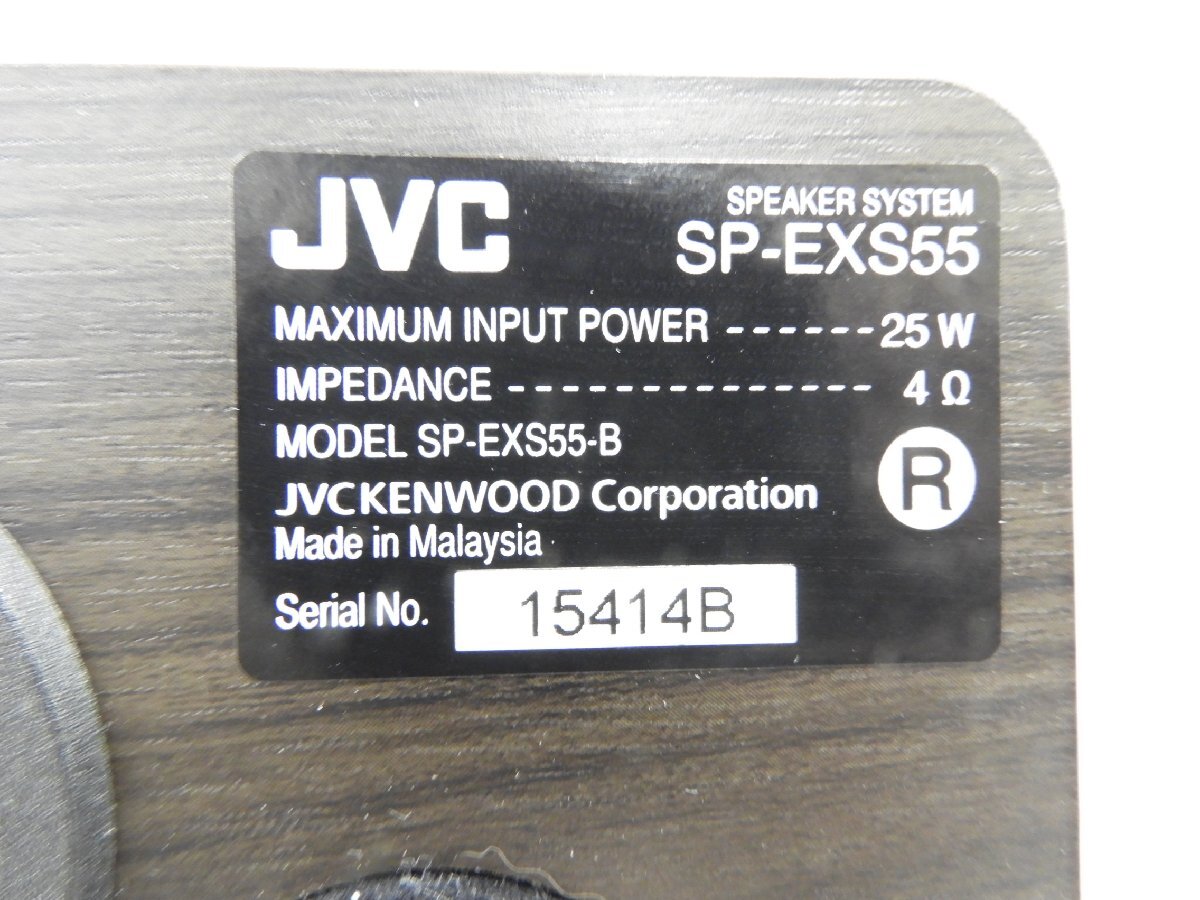 JVC
SPEAKER SYSTEM
SP-EXS55
MAXIMUM INPUT POWER ------25 W
IMPEDANCE -------------- 4 Ω
MODEL SP-EXS55-B
R
JVCKENWOOD Corporation
Made in Malaysia
Serial No. 15414B